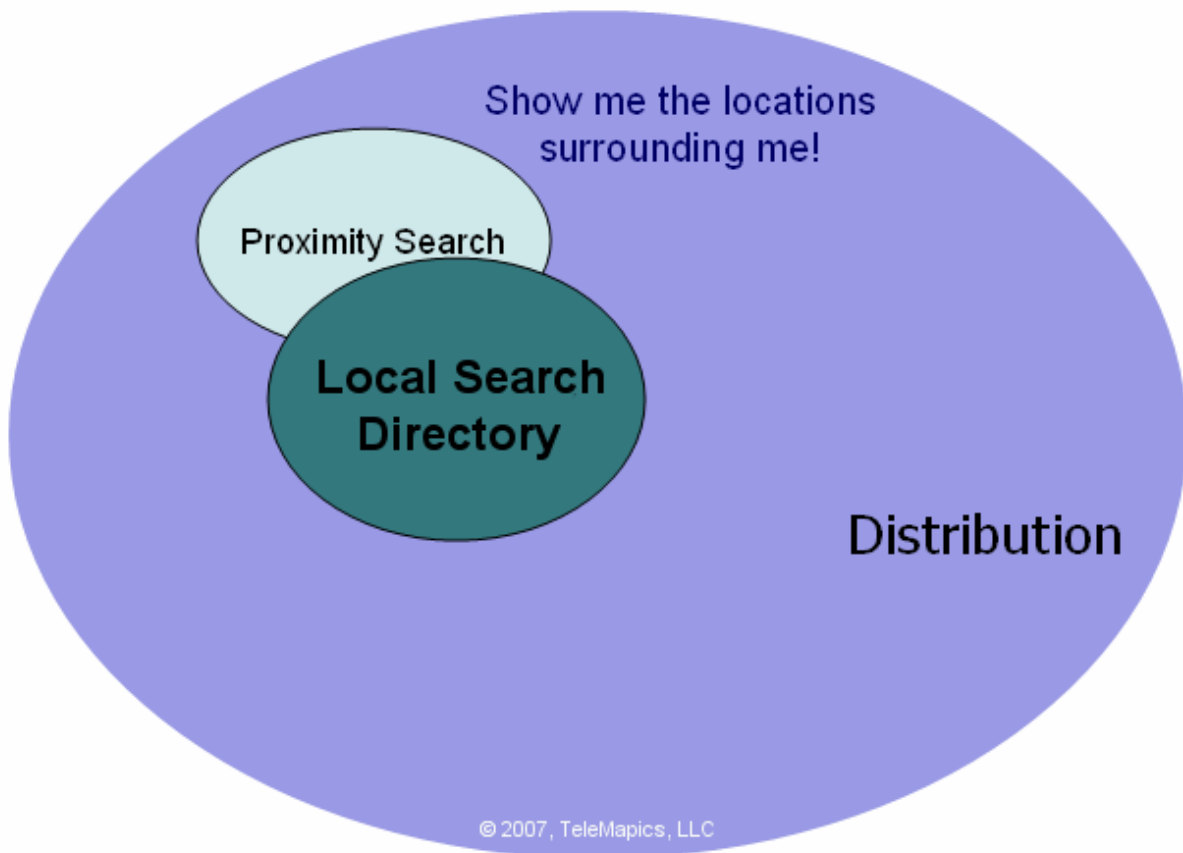 Show me the locations
surrounding me!
Proximity Search
Local Search
Directory
Distribution
© 2007, TeleMapics, LLC